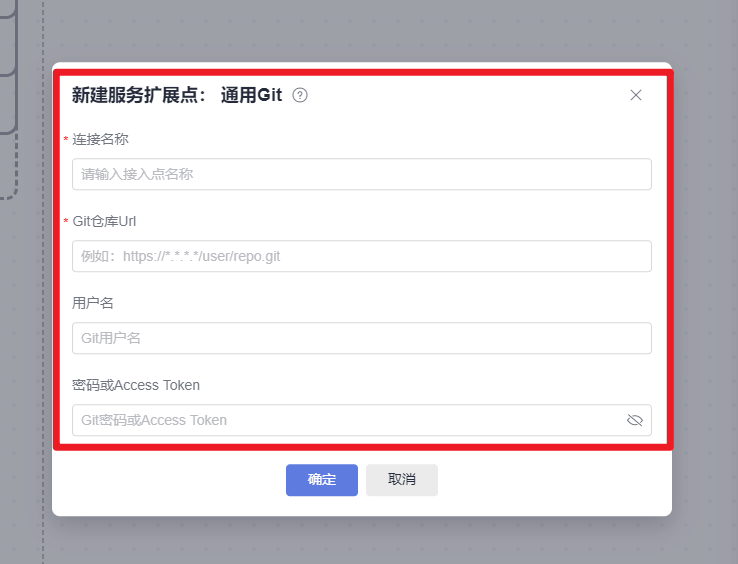 新建服务扩展点： 通用Git
* 连接名称
请输入接入点名称
* Git仓库Url
例如：https://*.*.*.*/user/repo.git
用户名
Git用户名
密码或Access Token
Git密码或Access Token
确定 取消